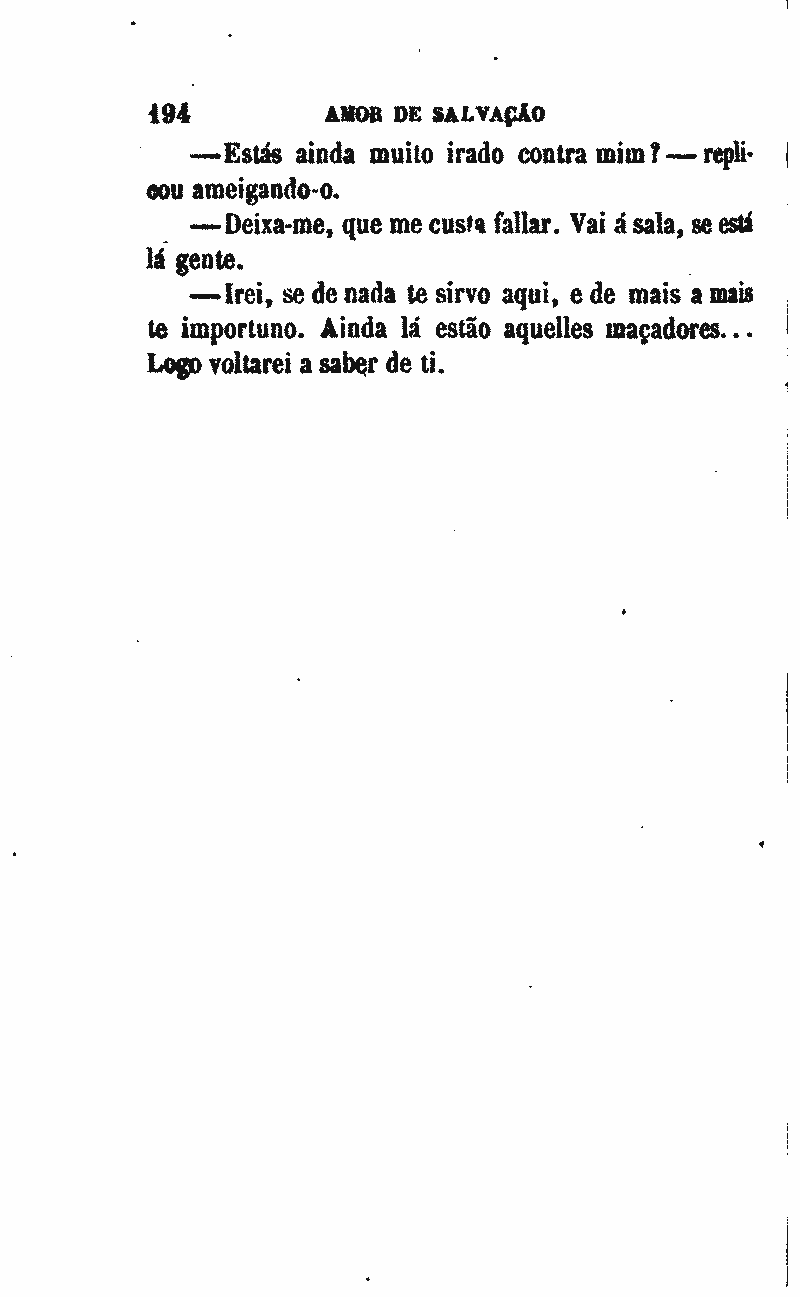 194 AMOR DE SALVAÇÃO
—Estás ainda muito irado contra mim?—repli-
cou ameigando-o.
—Deixa-me, que me custa fallar. Vai á sala, se está
lá gente.
—Irei, se de nada te sirvo aqui, e de mais a mais
te importuno. Ainda lá estão aquelles maçadores...
Logo voltarei a saber de ti.